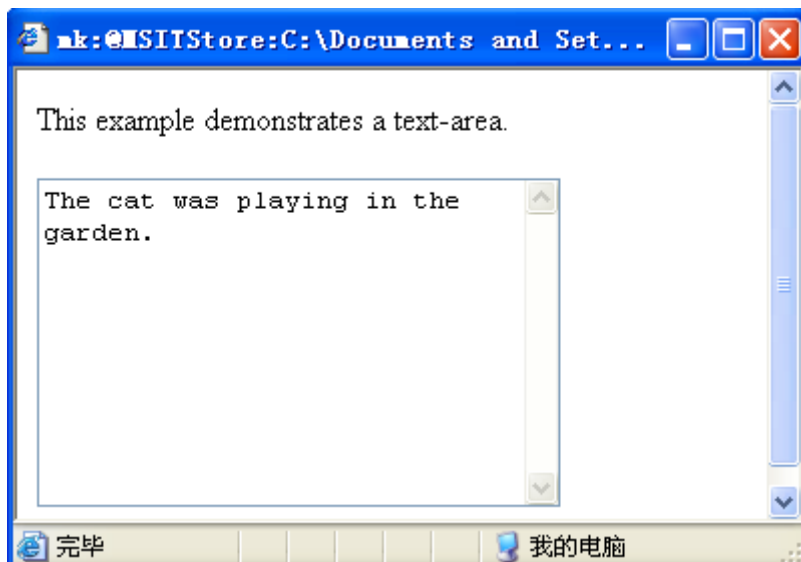 mk:@MSITStore:C:\Documents and Set...
This example demonstrates a text-area.
The cat was playing in the
garden.
完毕
我的电脑